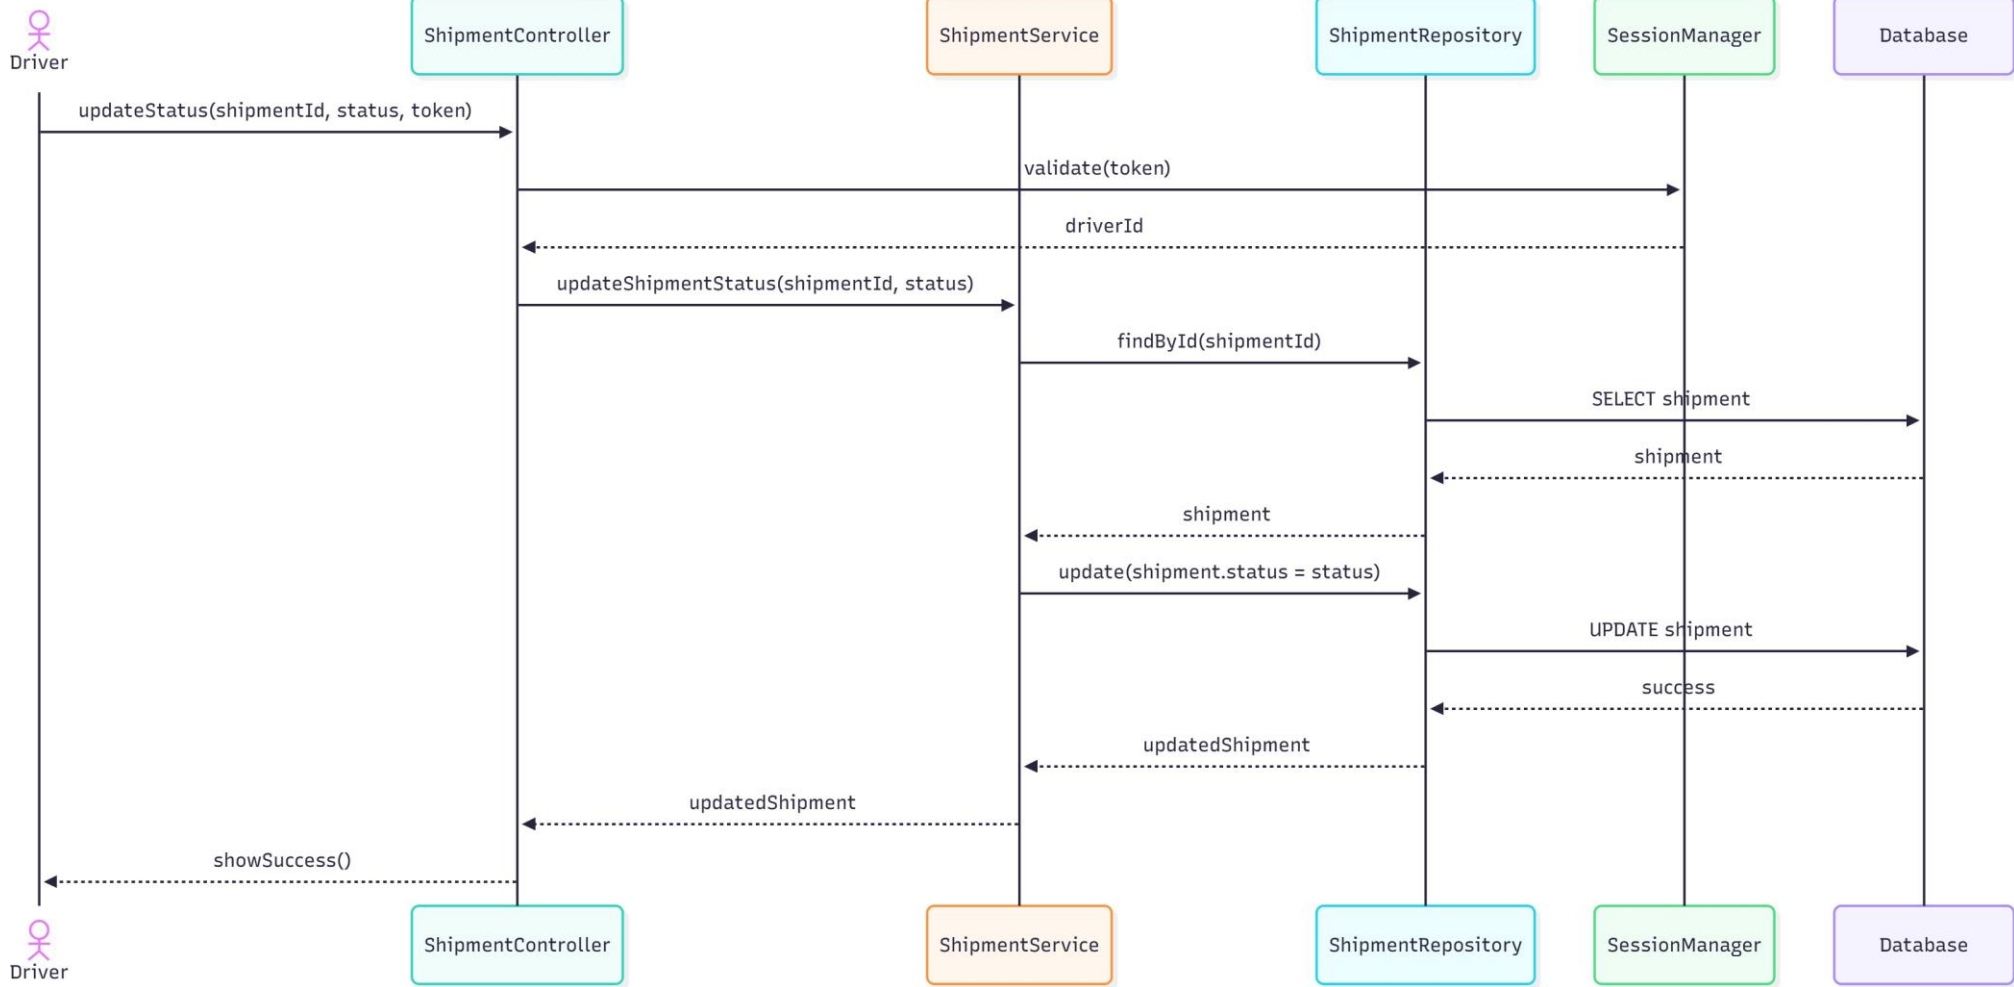 Driver
ShipmentController
ShipmentService
ShipmentRepository
SessionManager
Database
updateStatus(shipmentId, status, token)
validate(token)
driverId
updateShipmentStatus(shipmentId, status)
findById(shipmentId)
SELECT shipment
shipment
shipment
update(shipment.status = status)
UPDATE shipment
success
updatedShipment
updatedShipment
showSuccess()
Driver
ShipmentController
ShipmentService
ShipmentRepository
SessionManager
Database